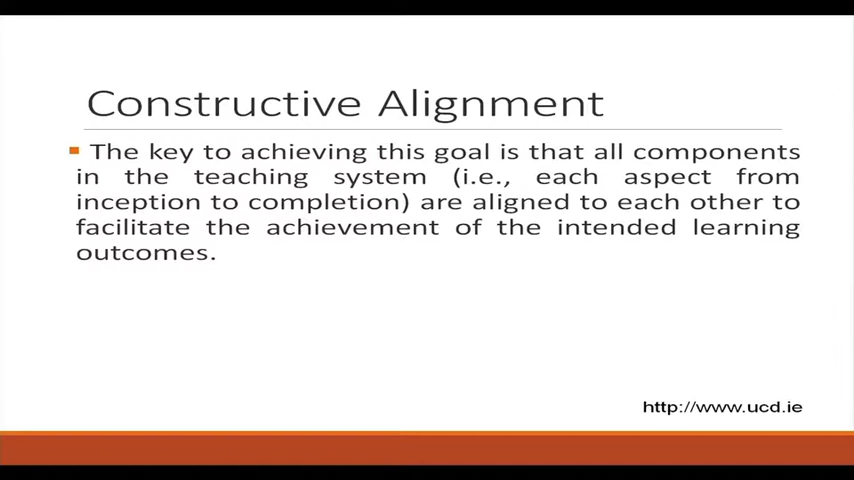 Constructive Alignment
The key to achieving this goal is that all components
in the teaching system (i.e., each aspect from
inception to completion) are aligned to each other to
facilitate the achievement of the intended learning
outcomes.
http://www.ucd.ie